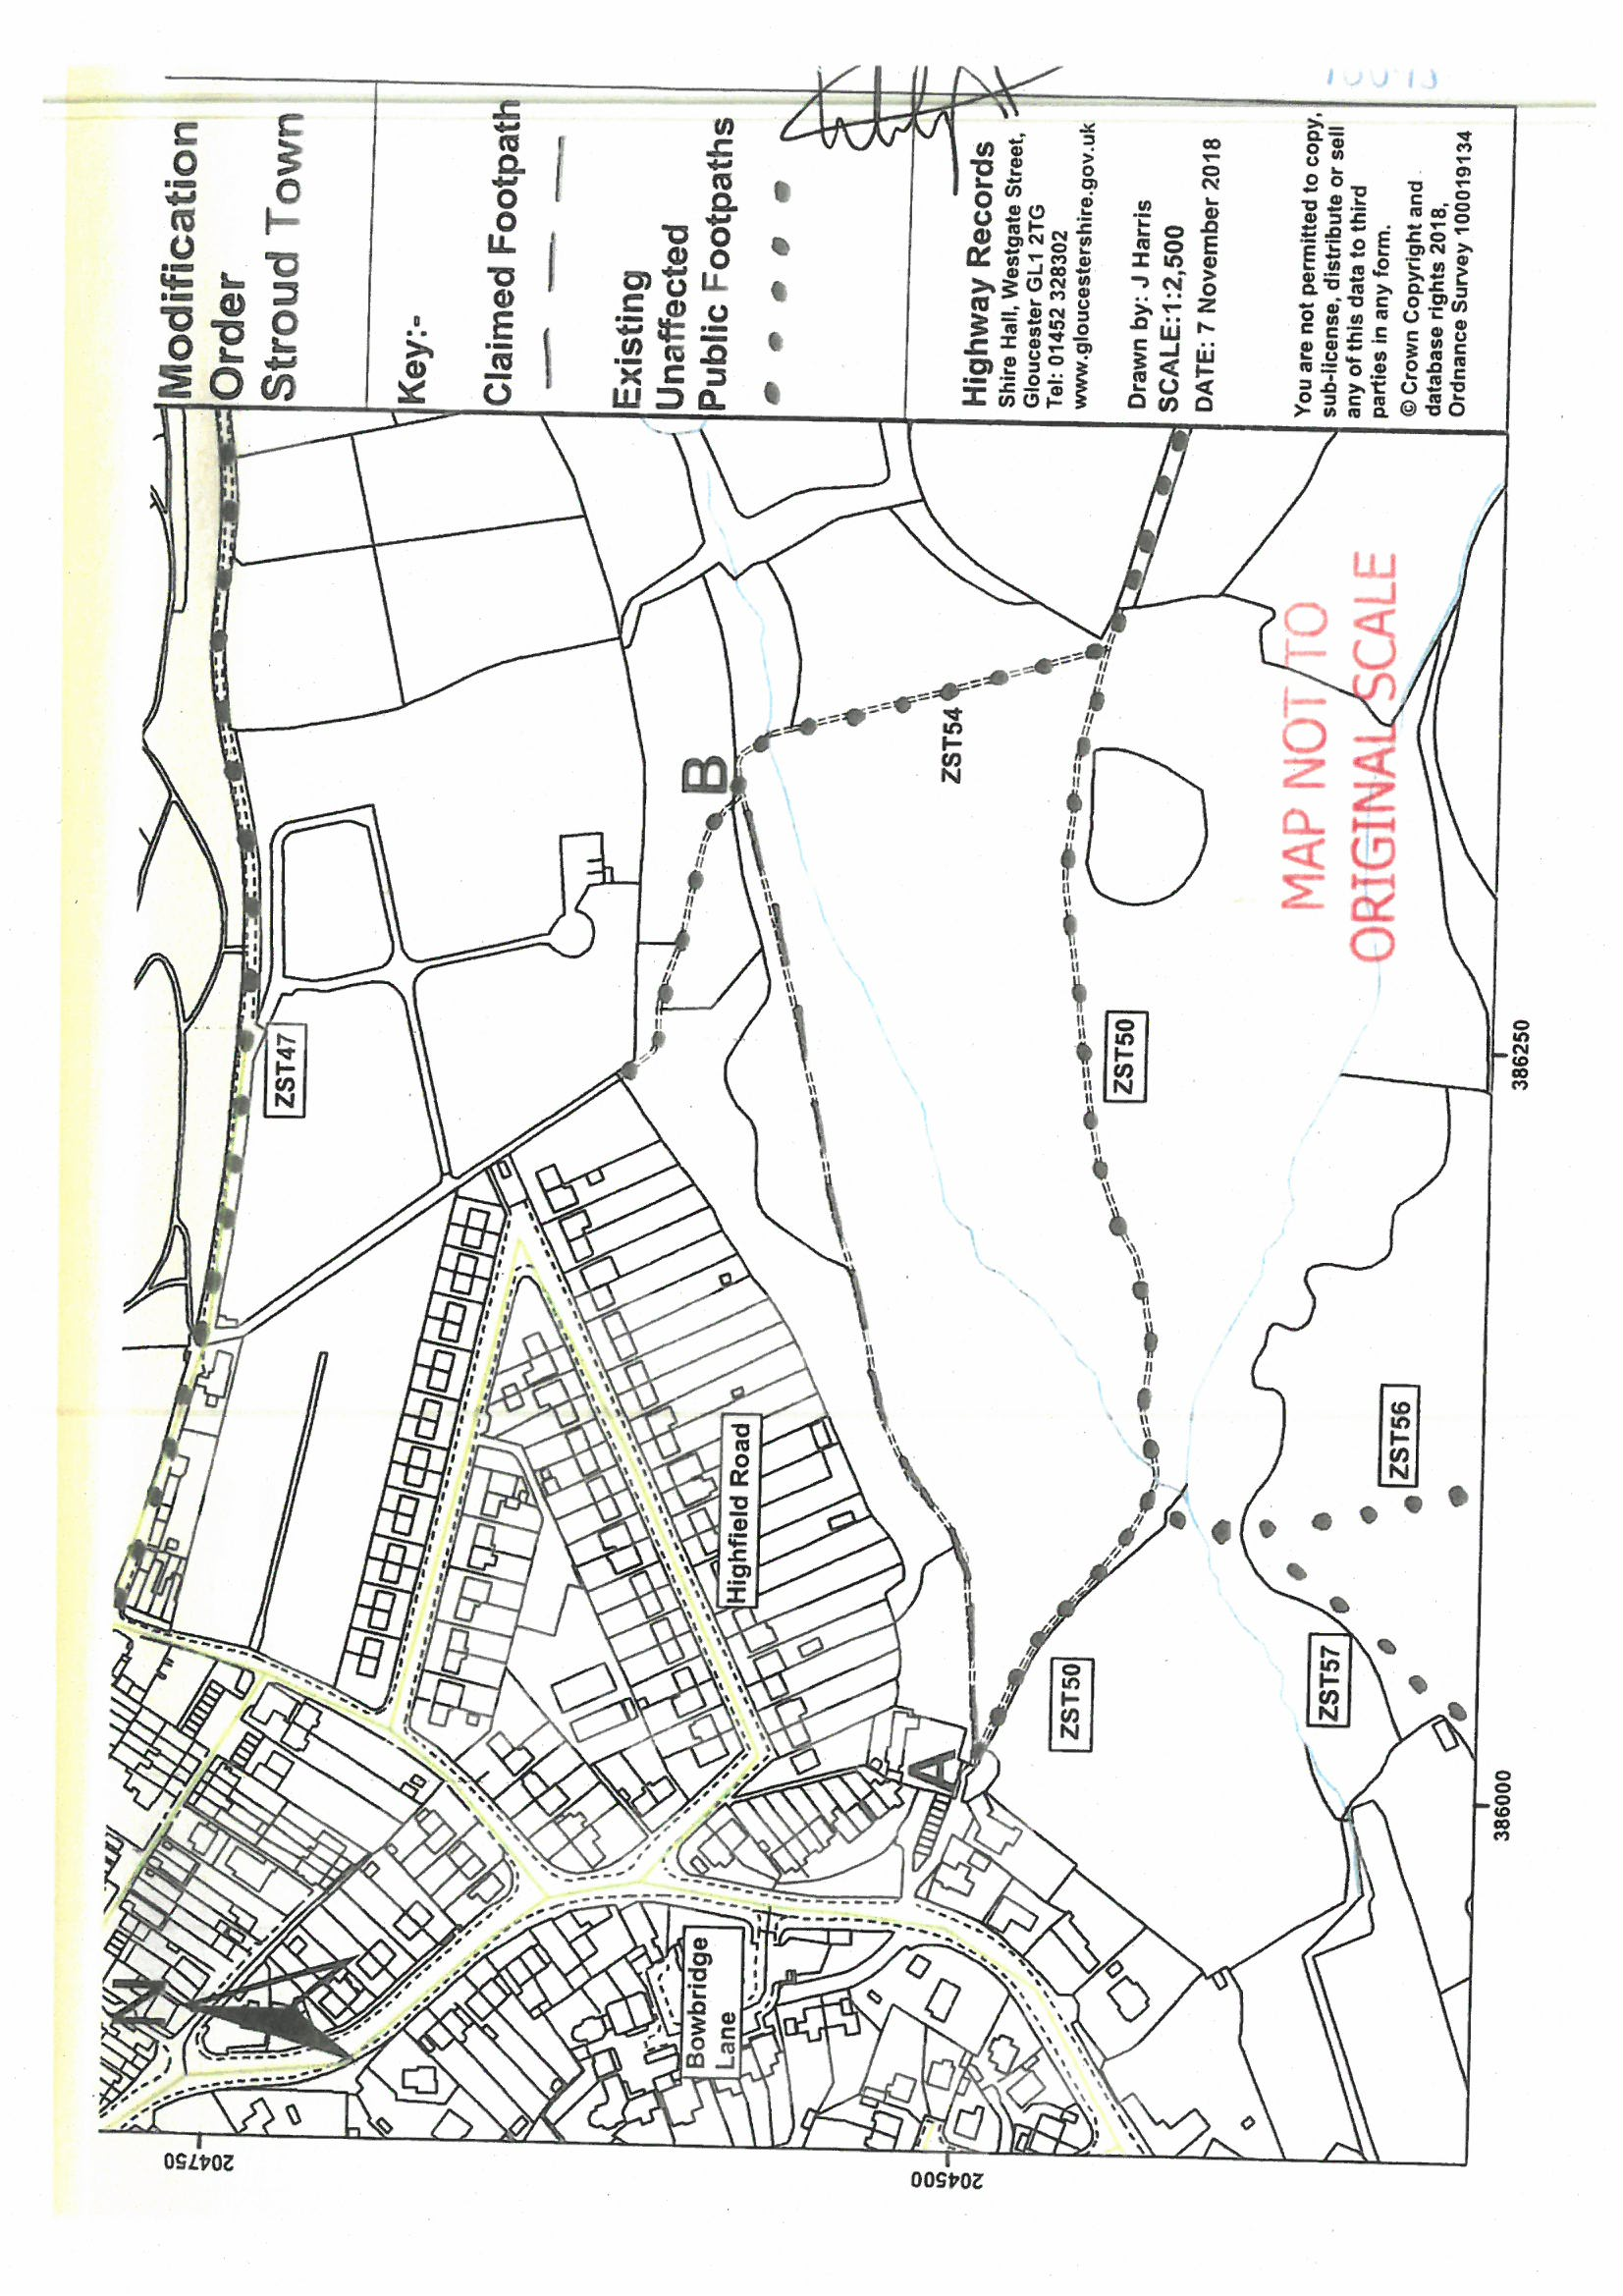 Modification
Order
Stroud Town
Key:-
Claimed Footpath
Existing
Unaffected
Public Footpaths
Highway Records
Shire Hall, Westgate Street,
Gloucester GL1 2TG
Tel: 01452 328302
www.gloucestershire.gov.uk
Drawn by: J Harris
SCALE:1:2,500
DATE: 7 November 2018
You are not permitted to copy,
sub-license, distribute or sell
any of this data to third
parties in any form.
© Crown Copyright and
database rights 2018,
Ordnance Survey 100019134
MAP NOT TO
ORIGINAL SCALE
N
ZST47
B
ZST54
ZST50
Highfield Road
A
ZST50
ZST56
ZST57
Bowbridge
Lane
204750
204500
386000
386250